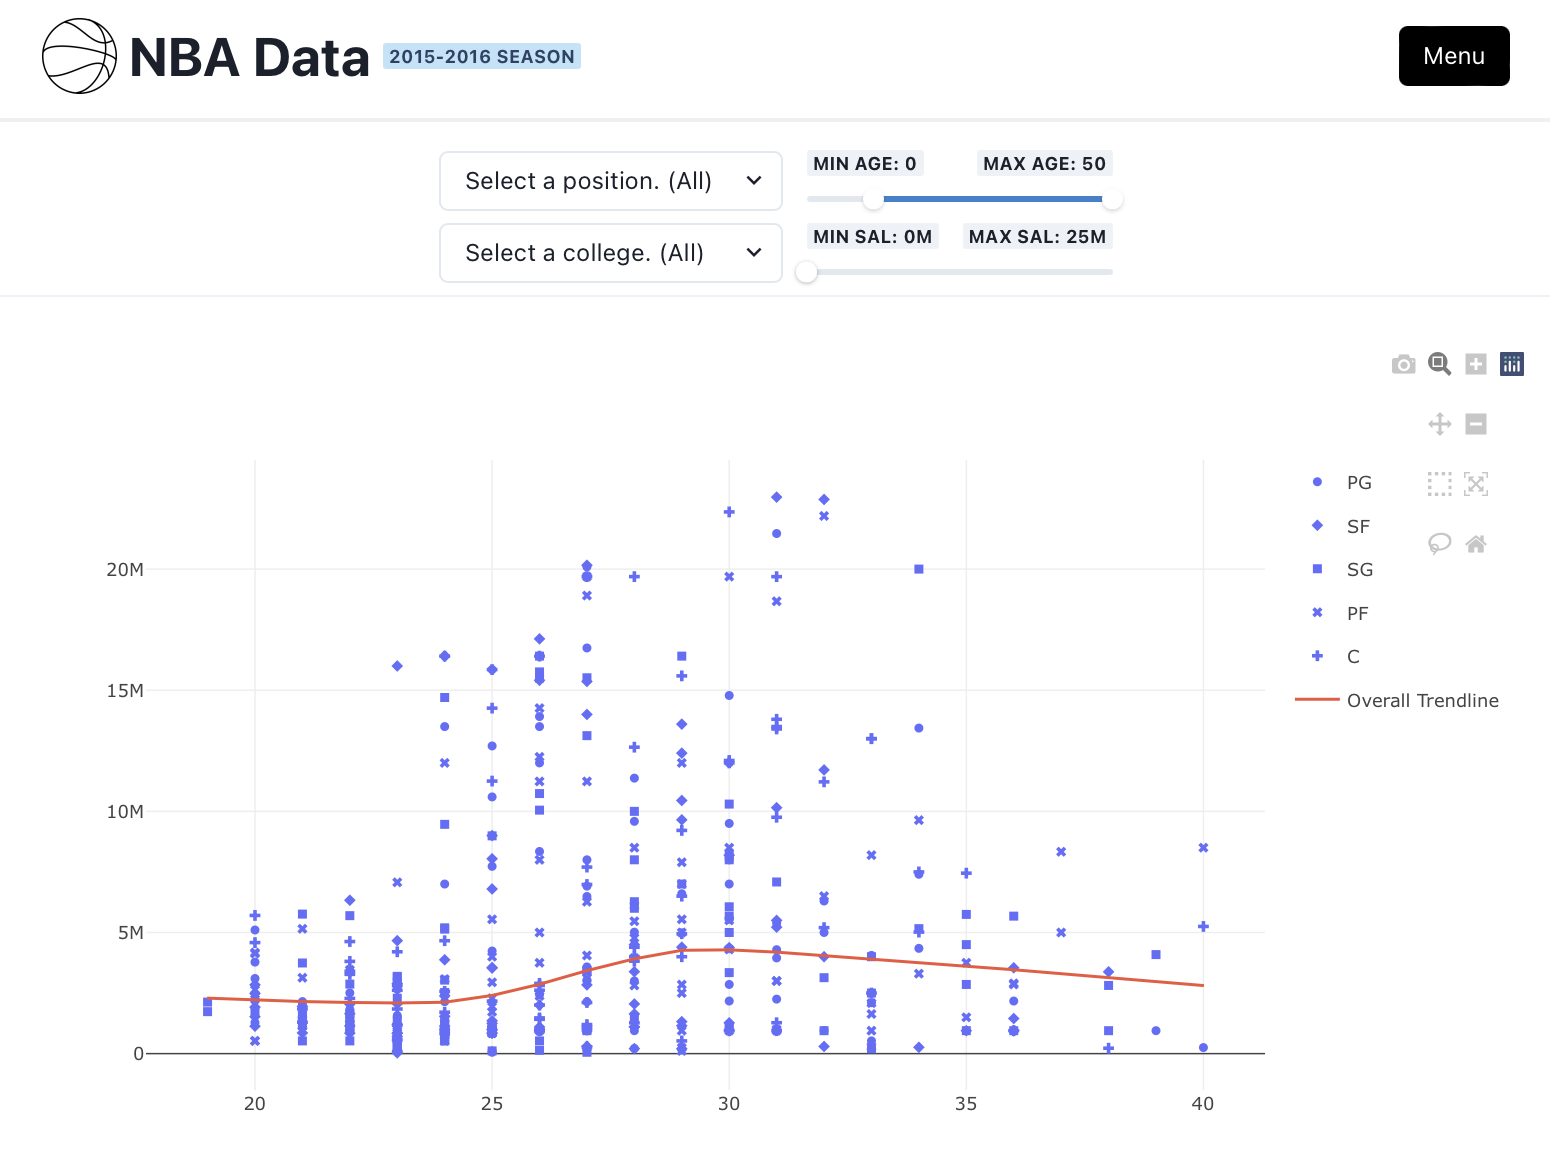 NBA Data 2015-2016 SEASON
Menu
Select a position. (All)
MIN AGE: 0 MAX AGE: 50
Select a college. (All)
MIN SAL: 0M MAX SAL: 25M
20M
15M
10M
5M
0
20 25 30 35 40
PG
SF
SG
PF
C
Overall Trendline